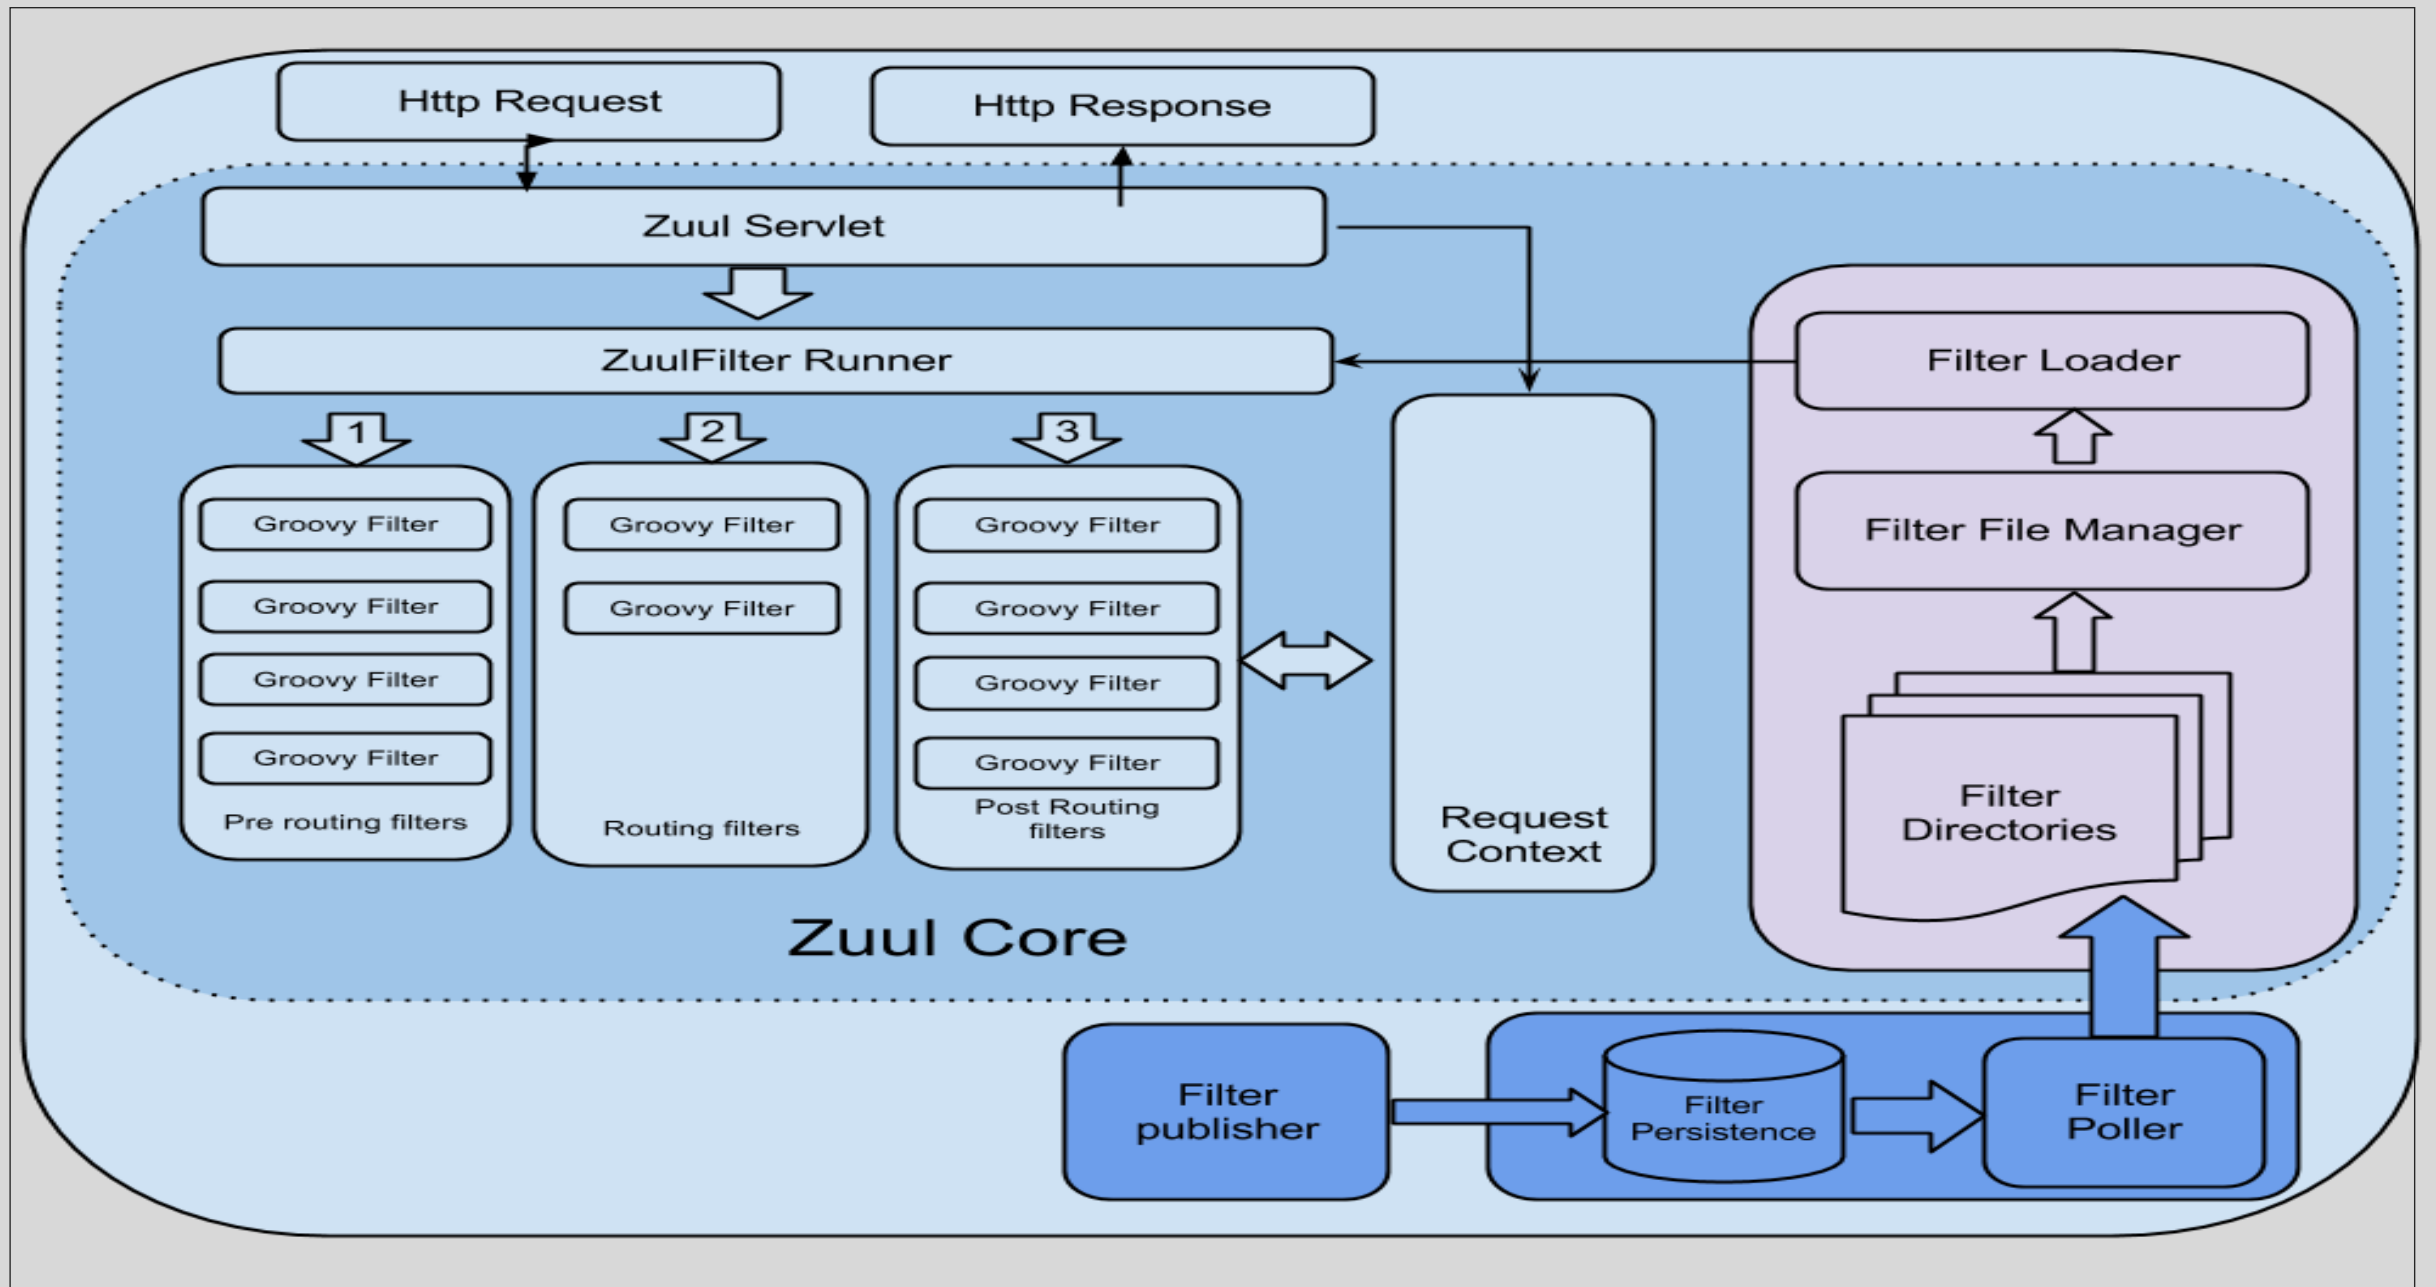 Http Request
Http Response
Zuul Servlet
ZuulFilter Runner
Filter Loader
1
2
3
Filter File Manager
Groovy Filter
Groovy Filter
Groovy Filter
Groovy Filter
Pre routing filters
Groovy Filter
Groovy Filter
Routing filters
Groovy Filter
Groovy Filter
Groovy Filter
Groovy Filter
Post Routing
filters
Request
Context
Filter
Directories
Zuul Core
Filter
publisher
Filter
Persistence
Filter
Poller